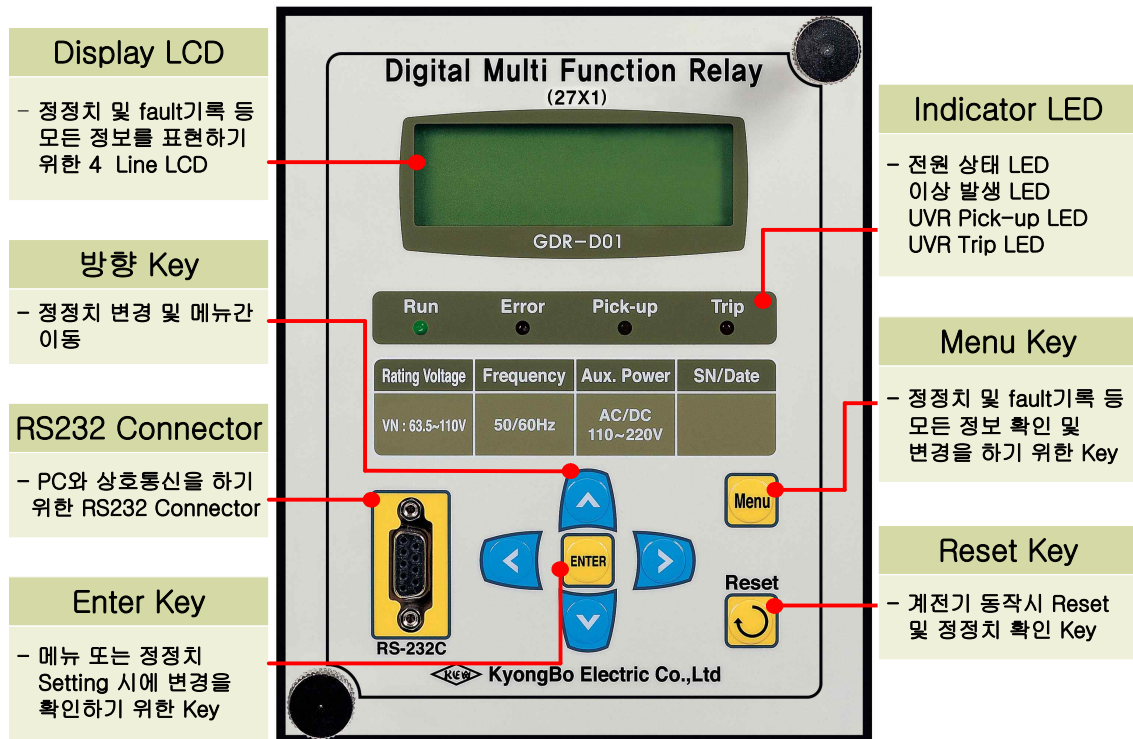 Display LCD
- 정정치 및 fault기록 등
모든 정보를 표현하기
위한 4 Line LCD
방향 Key
- 정정치 변경 및 메뉴간
이동
RS232 Connector
- PC와 상호통신을 하기
위한 RS232 Connector
Enter Key
- 메뉴 또는 정정치
Setting 시에 변경을
확인하기 위한 Key
Digital Multi Function Relay
(27X1)
GDR-D01
Run Error Pick-up Trip
Rating Voltage Frequency Aux. Power SN/Date
VN : 63.5~110V 50/60Hz AC/DC
110~220V
Menu
ENTER
Reset
RS-232C
KEW KyongBo Electric Co.,Ltd
Indicator LED
- 전원 상태 LED
이상 발생 LED
UVR Pick-up LED
UVR Trip LED
Menu Key
- 정정치 및 fault기록 등
모든 정보 확인 및
변경을 하기 위한 Key
Reset Key
- 계전기 동작시 Reset
및 정정치 확인 Key